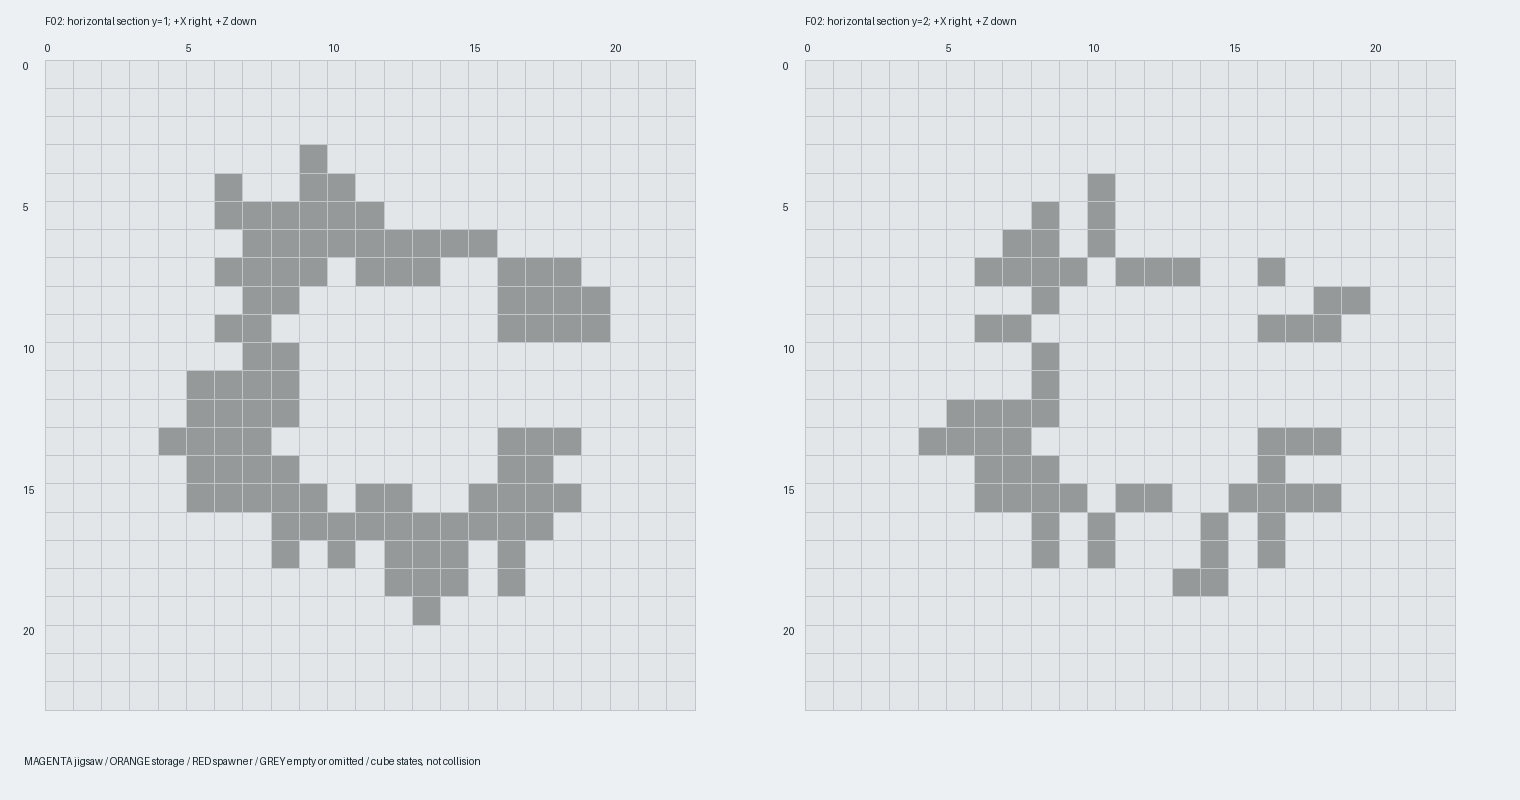 F02: horizontal section y=1; +X right, +Z down
F02: horizontal section y=2; +X right, +Z down
0 5 10 15 20
0 5 10 15 20
0 0
5 5
10 10
15 15
20 20
MAGENTA jigsaw / ORANGE storage / RED spawner / GREY empty or omitted / cube states, not collision